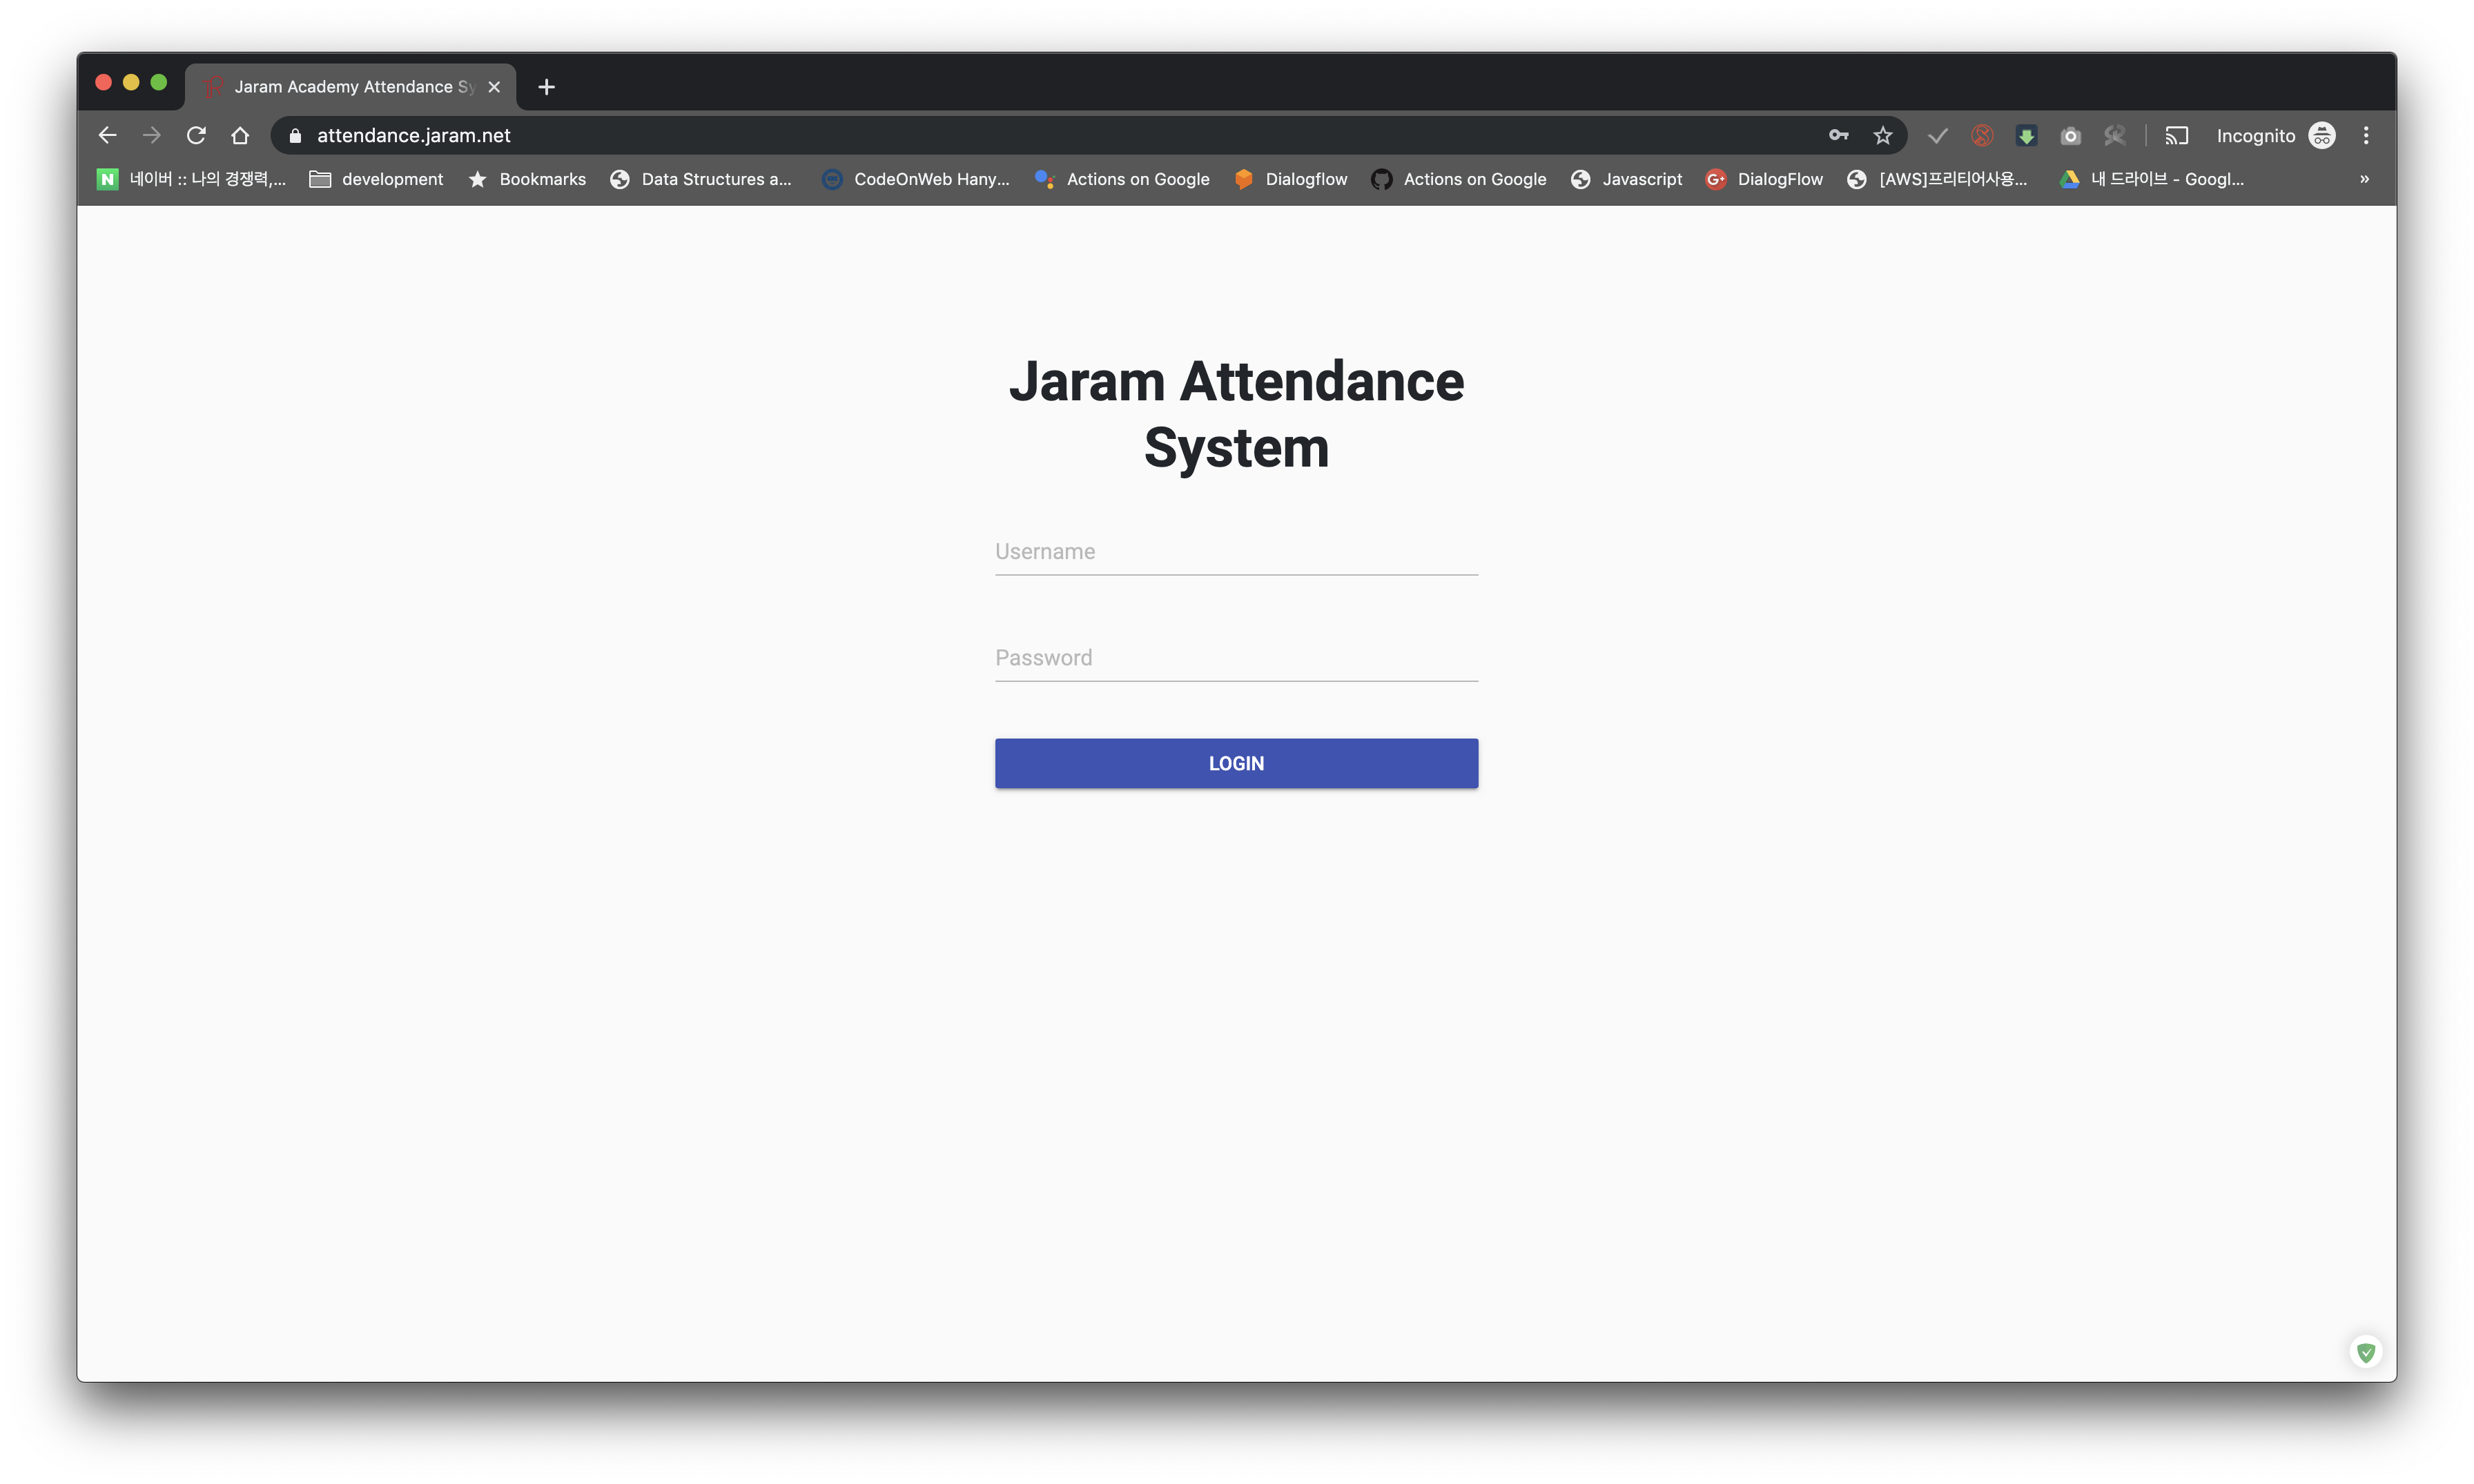 Jaram Academy Attendance Sy
attendance.jaram.net
Incognito
네이버 :: 나의 경쟁력,...
development
Bookmarks
Data Structures a...
CodeOnWeb Hany...
Actions on Google
Dialogflow
Actions on Google
Javascript
DialogFlow
[AWS]프리티어사용...
내 드라이브 - Googl...
Jaram Attendance
System
Username
Password
LOGIN